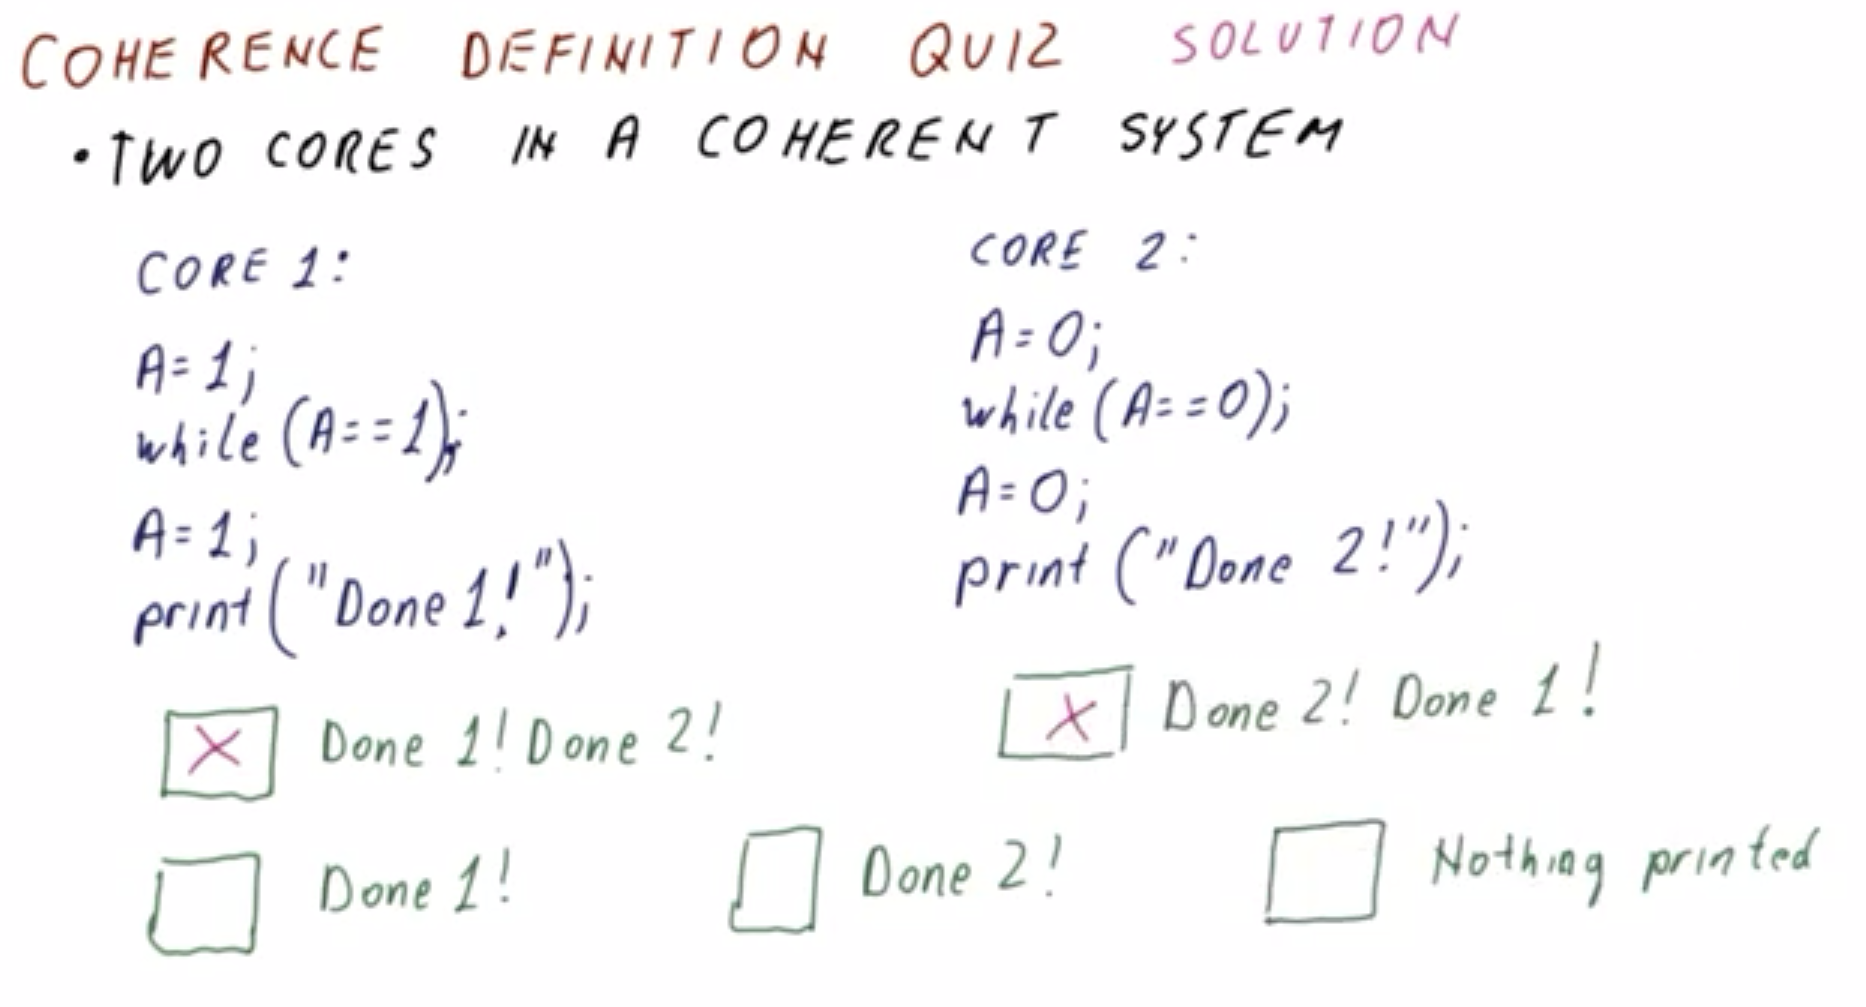 COHERENCE DEFINITION QUIZ SOLUTION
• TWO CORES IN A COHERENT SYSTEM
CORE 1:
A=1;
while (A==1);
A=1;
print("Done 1!");
CORE 2:
A=0;
while (A==0);
A=0;
print ("Done 2!");
X Done 1! Done 2!
X Done 2! Done 1!
Done 1!
Done 2!
Nothing printed